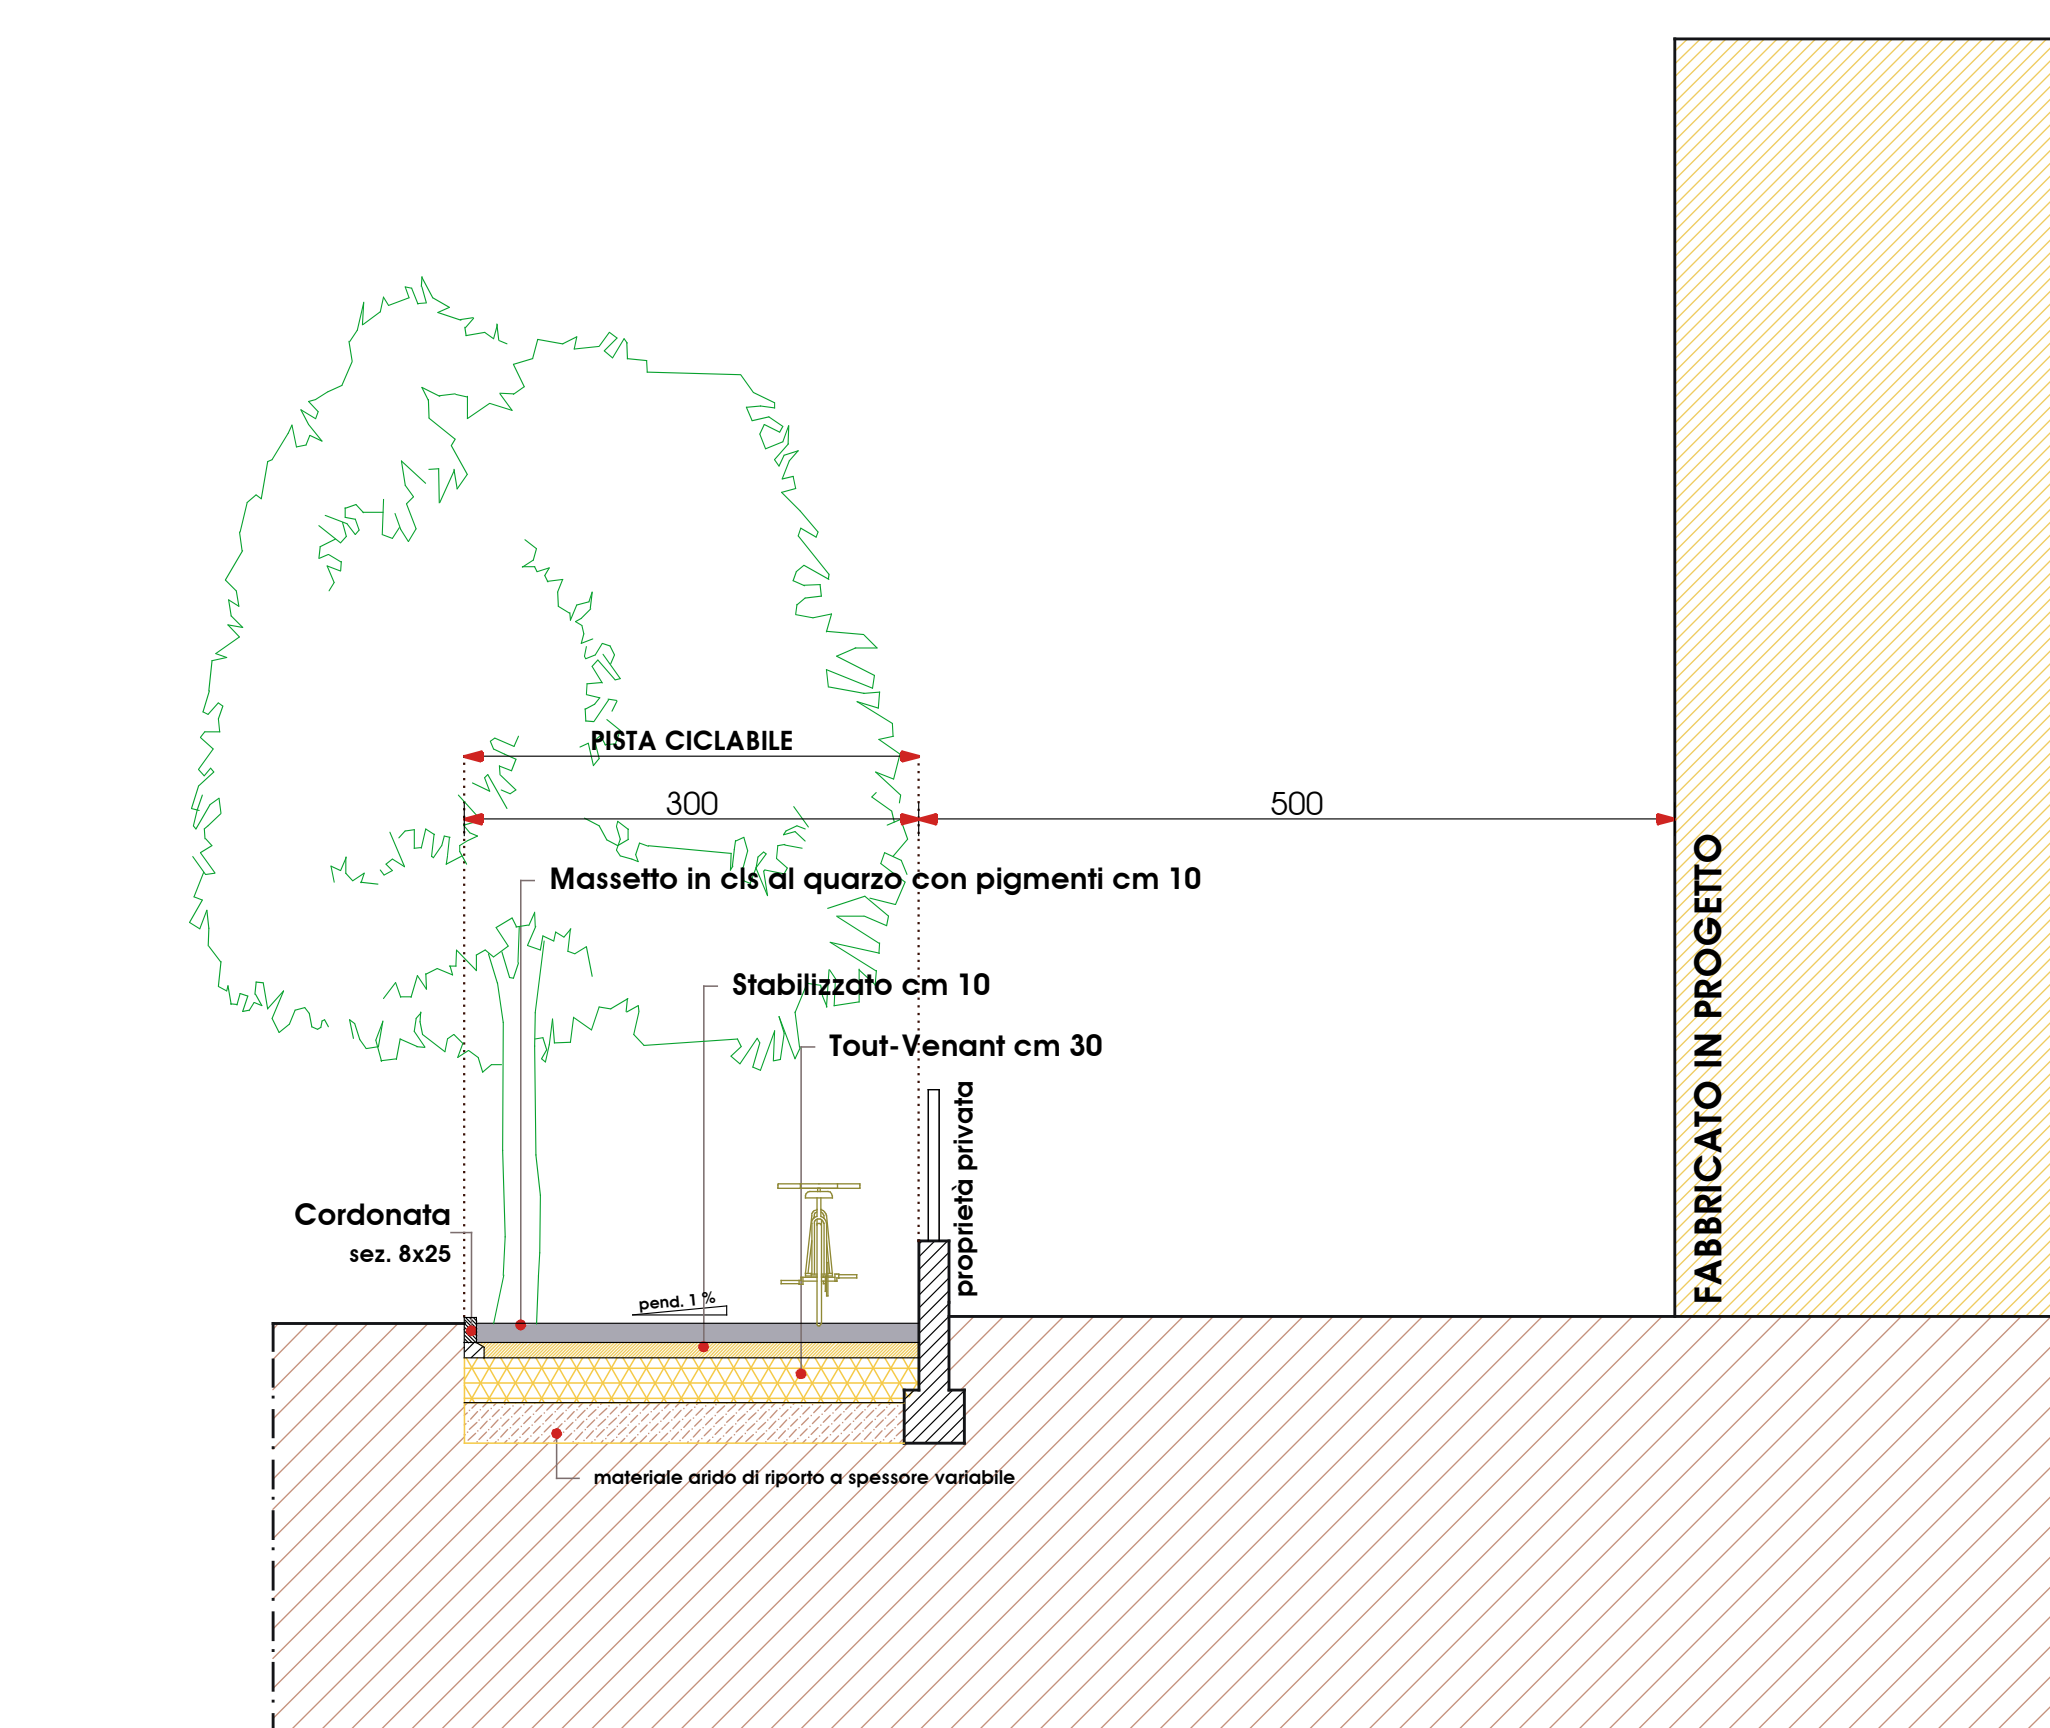 PISTA CICLABILE
300
500
Massetto in cls al quarzo con pigmenti cm 10
Stabilizzato cm 10
Tout-Venant cm 30
FABBRICATO IN PROGETTO
proprietà privata
Cordonata
sez. 8x25
pend. 1 %
materiale arido di riporto a spessore variabile